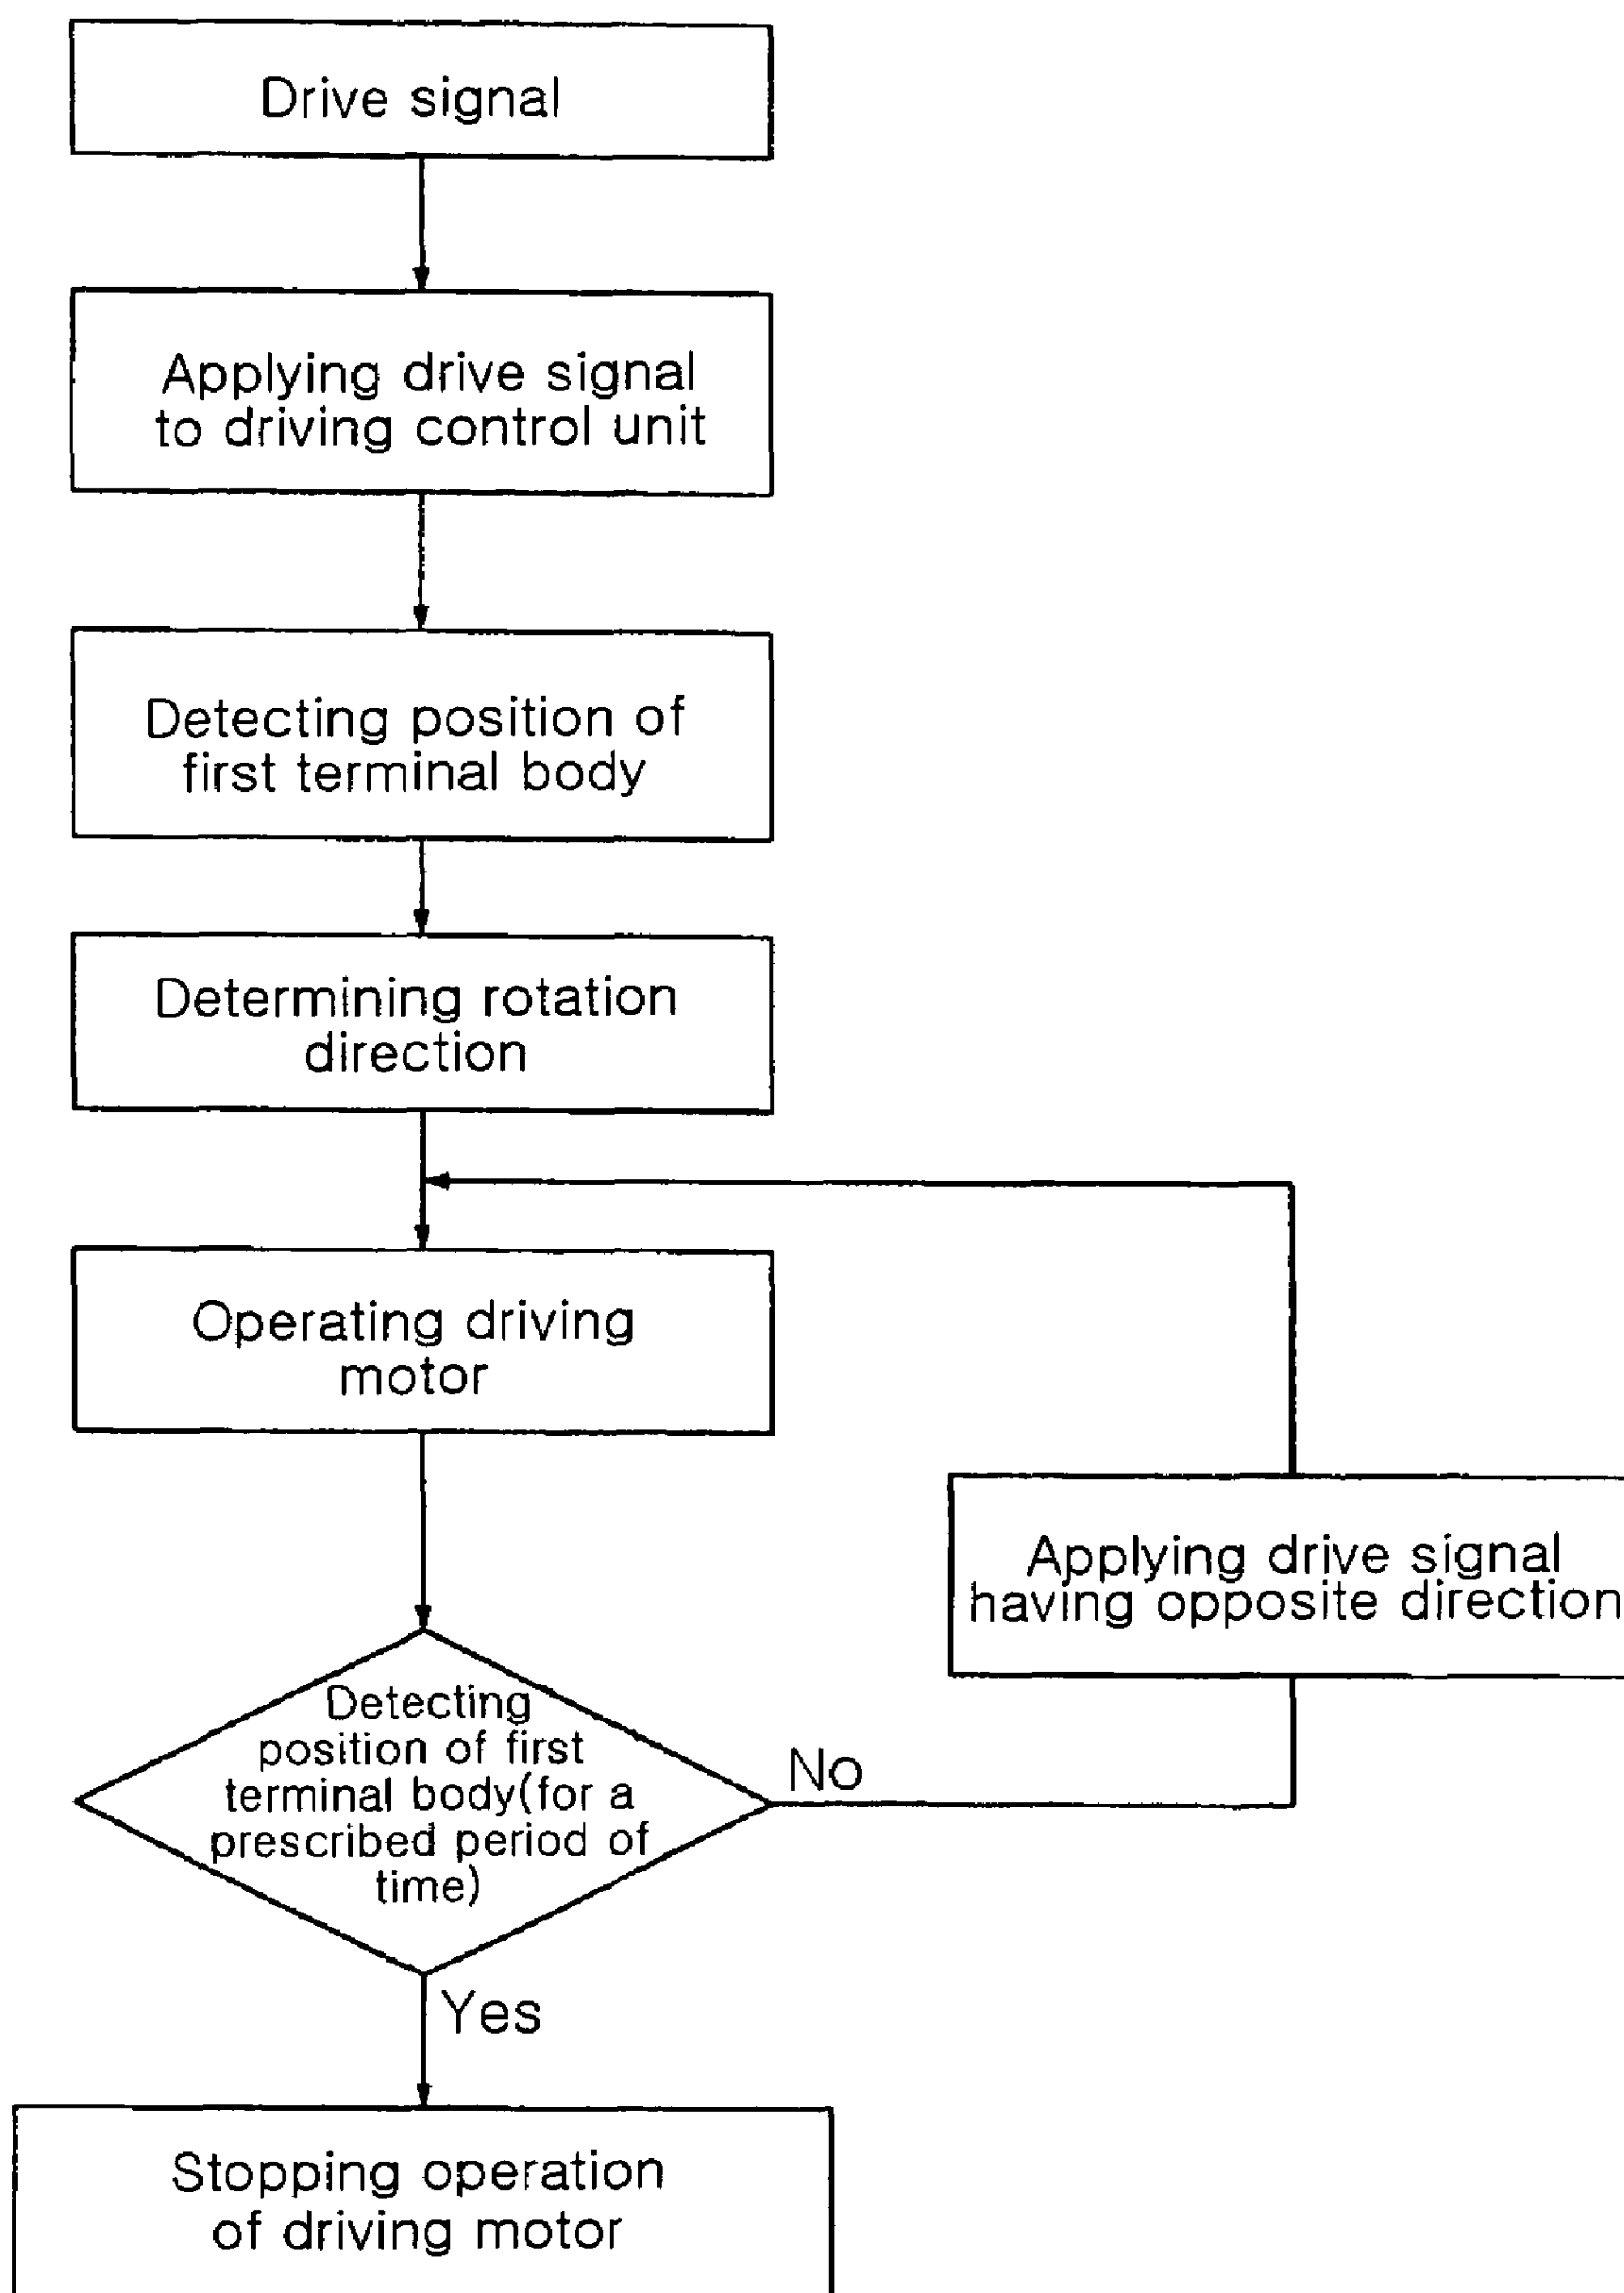 Drive signal
Applying drive signal
to driving control unit
Detecting position of
first terminal body
Determining rotation
direction
Operating driving
motor
Applying drive signal
having opposite direction
Detecting
position of first
terminal body(for a
prescribed period of
time)
No
Yes
Stopping operation
of driving motor